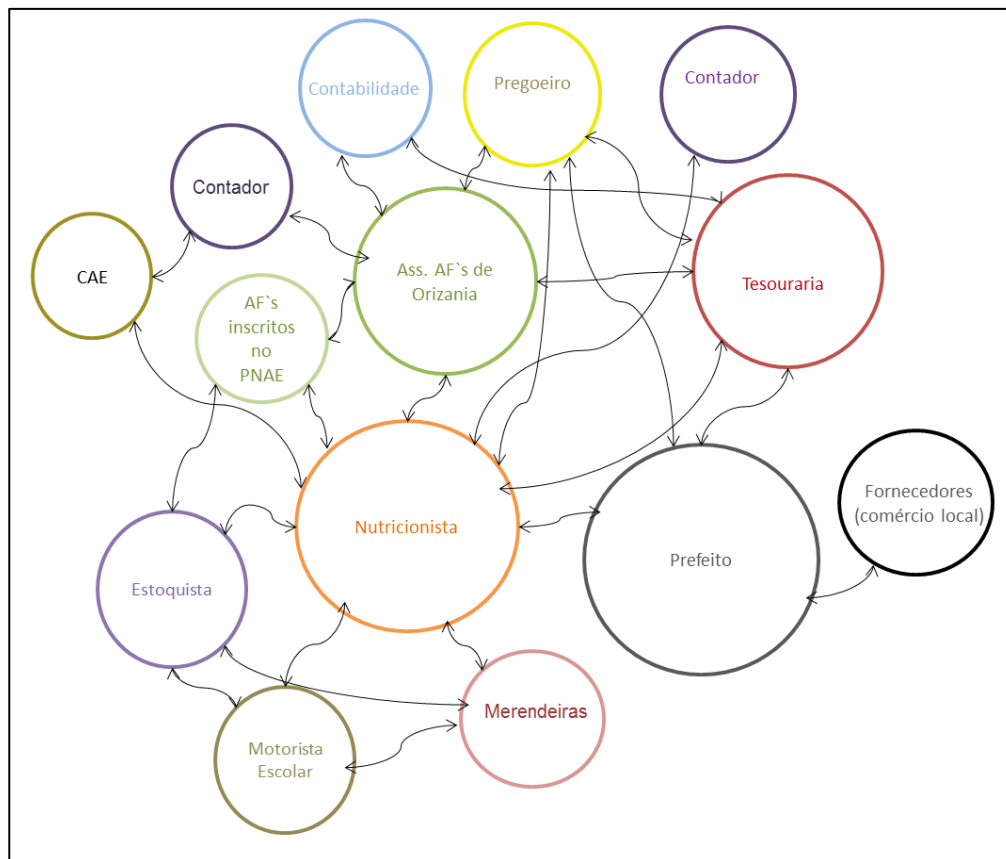 Contabilidade
Pregoeiro
Contador
Contador
CAE
Ass. AF`s de
Orizania
Tesouraria
AF`s
inscritos
no
PNAE
Fornecedores
(comércio local)
Nutricionista
Prefeito
Estoquista
Merendeiras
Motorista
Escolar